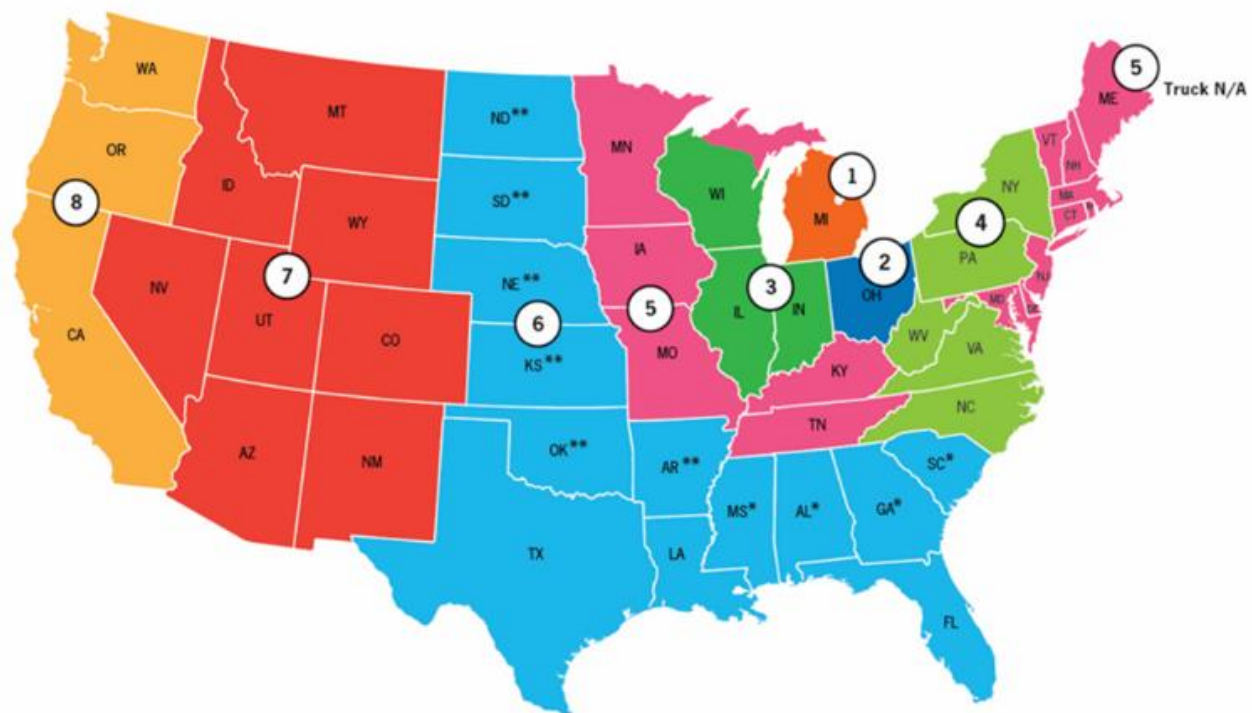 WA
OR
8
CA
NV
ID
MT
WY
7
UT
CO
AZ
NM
ND**
SD**
NE**
6
KS**
OK**
TX
MN
IA
5
MO
AR**
LA
WI
IL
3
IN
1
MI
2
OH
KY
TN
MS*
AL*
GA*
SC*
FL
NY
4
PA
WV
VA
NC
5
Truck N/A
ME
VT
NH
MA
CT
NJ
MD
DE